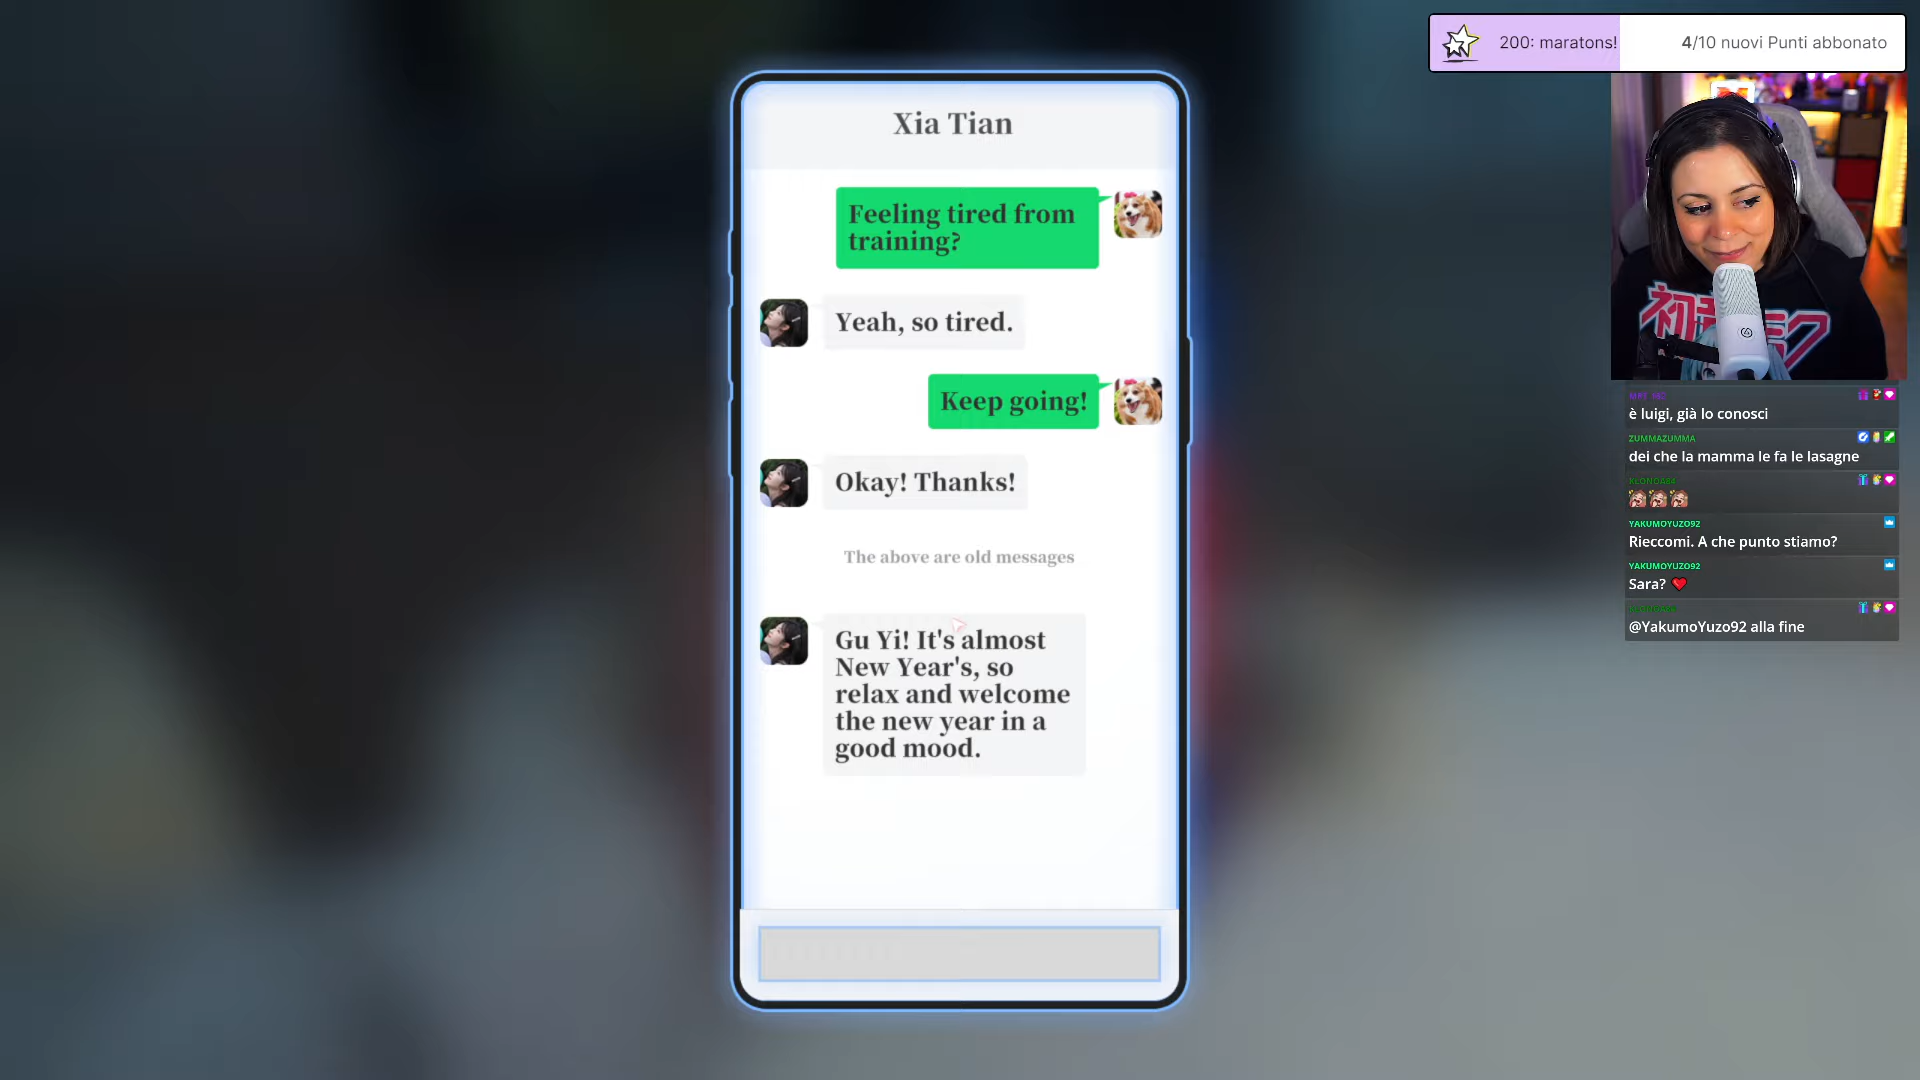 200: maratons!
4/10 nuovi Punti abbonato
Xia Tian
Feeling tired from
training?
Yeah, so tired.
Keep going!
Okay! Thanks!
The above are old messages
Gu Yi! It's almost
New Year's, so
relax and welcome
the new year in a
good mood.
è luigi, già lo conosci
ZUMMAZUMMA
dei che la mamma le fa le lasagne
YAKUMOYUZO92
Rieccomi. A che punto stiamo?
YAKUMOYUZO92
Sara?
@YakumoYuzo92 alla fine